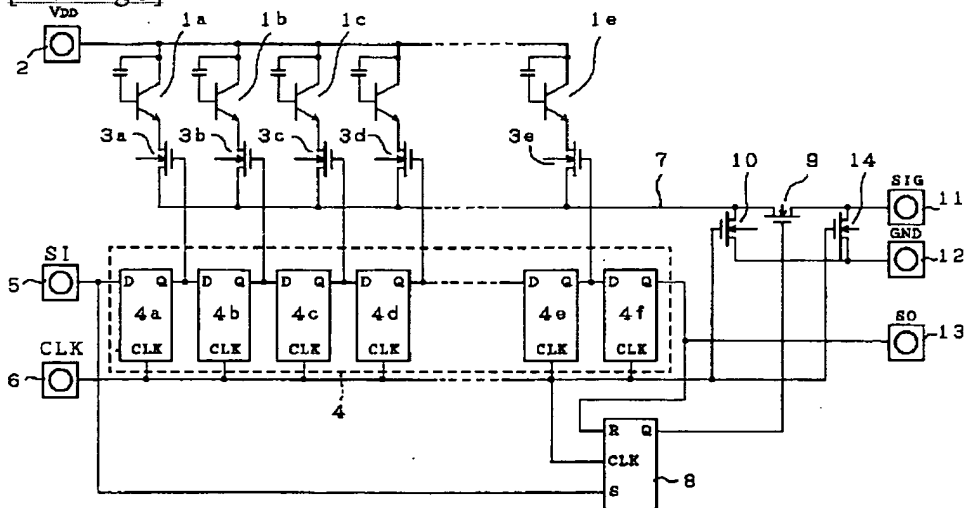 VDD
2
1a
1b
1c
1e
3a
3b
3c
3d
3e
7
10
9
14
SIG
11
GND
12
SI
5
D Q
4a
CLK
D Q
4b
CLK
D Q
4c
CLK
D Q
4d
CLK
D Q
4e
CLK
D Q
4f
CLK
SO
13
CLK
6
4
R Q
CLK
S
8